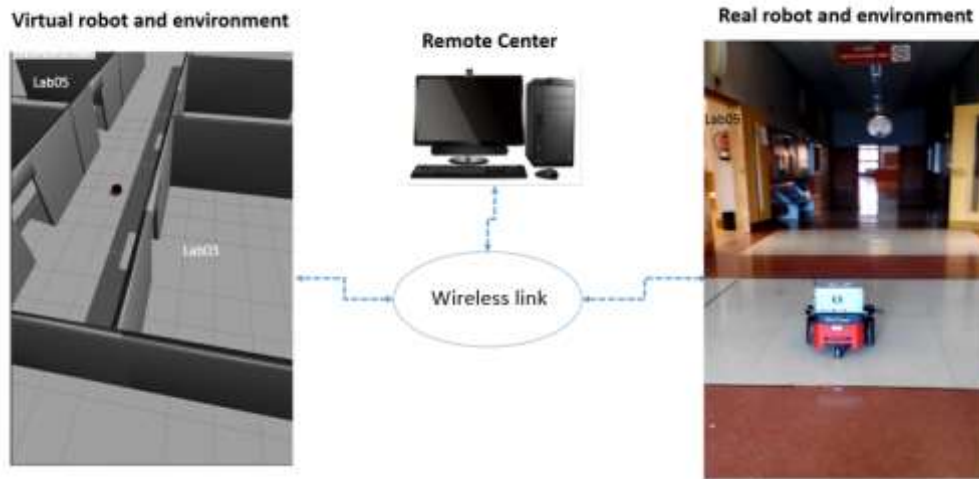 Virtual robot and environment
Remote Center
Real robot and environment
Lab05
Lab03
Wireless link
Lab05